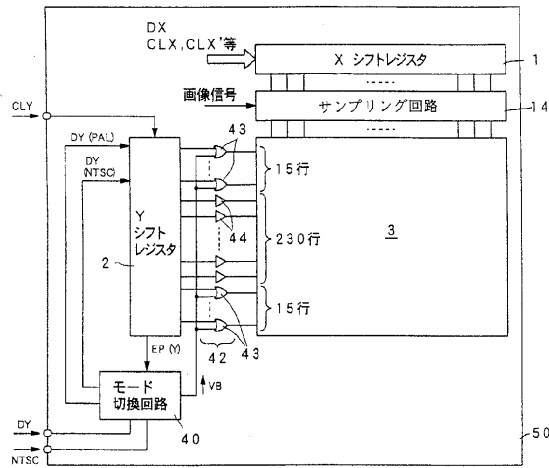 DX
CLX, CLX'等
X シフトレジスタ
1
画像信号
サンプリング回路
14
CLY
DY (PAL)
DY
(NTSC)
43
15行
Y
シフト
レジスタ
2
44
230行
3
15行
EP (Y)
42
43
VB
モード
切換回路
40
DY
NTSC
50